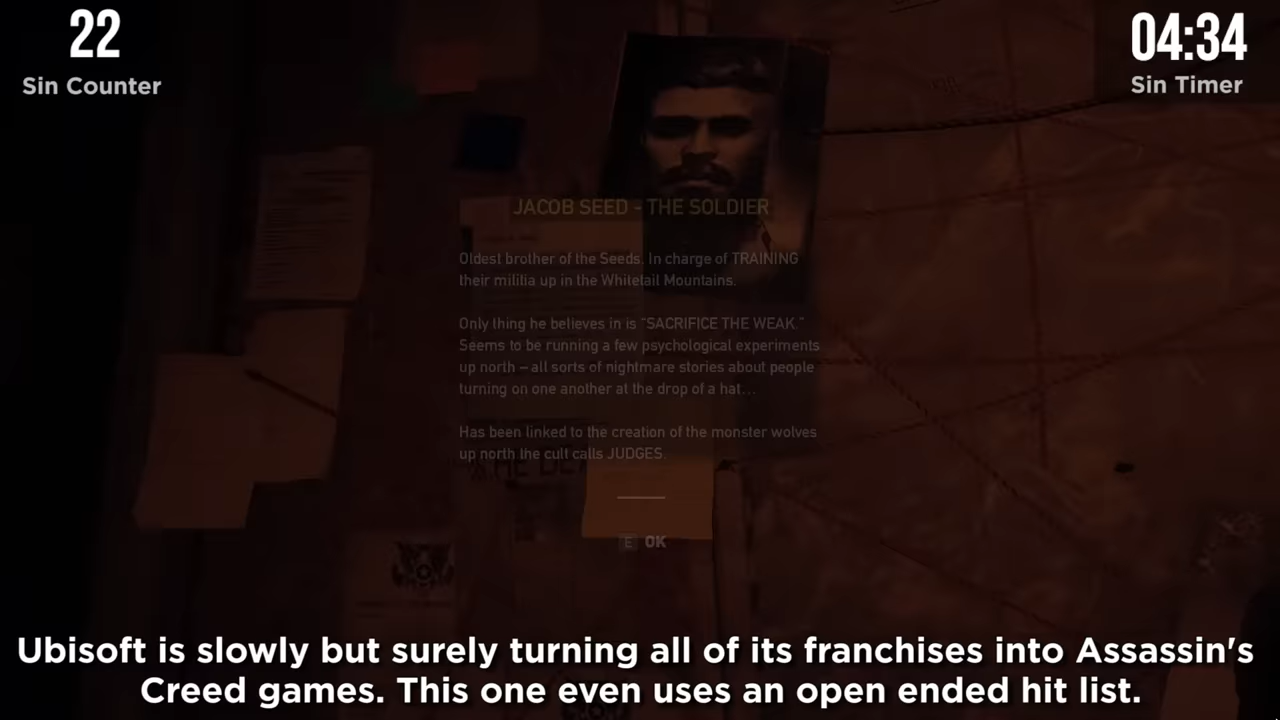 22
Sin Counter
04:34
Sin Timer
JACOB SEED - THE SOLDIER
Oldest brother of the Seeds. In charge of TRAINING
their militia up in the Whitetail Mountains.
Only thing he believes in is "SACRIFICE THE WEAK."
Seems to be running a few psychological experiments
up north – all sorts of nightmare stories about people
turning on one another at the drop of a hat…
Has been linked to the creation of the monster wolves
up north the cult calls JUDGES.
E OK
Ubisoft is slowly but surely turning all of its franchises into Assassin's
Creed games. This one even uses an open ended hit list.